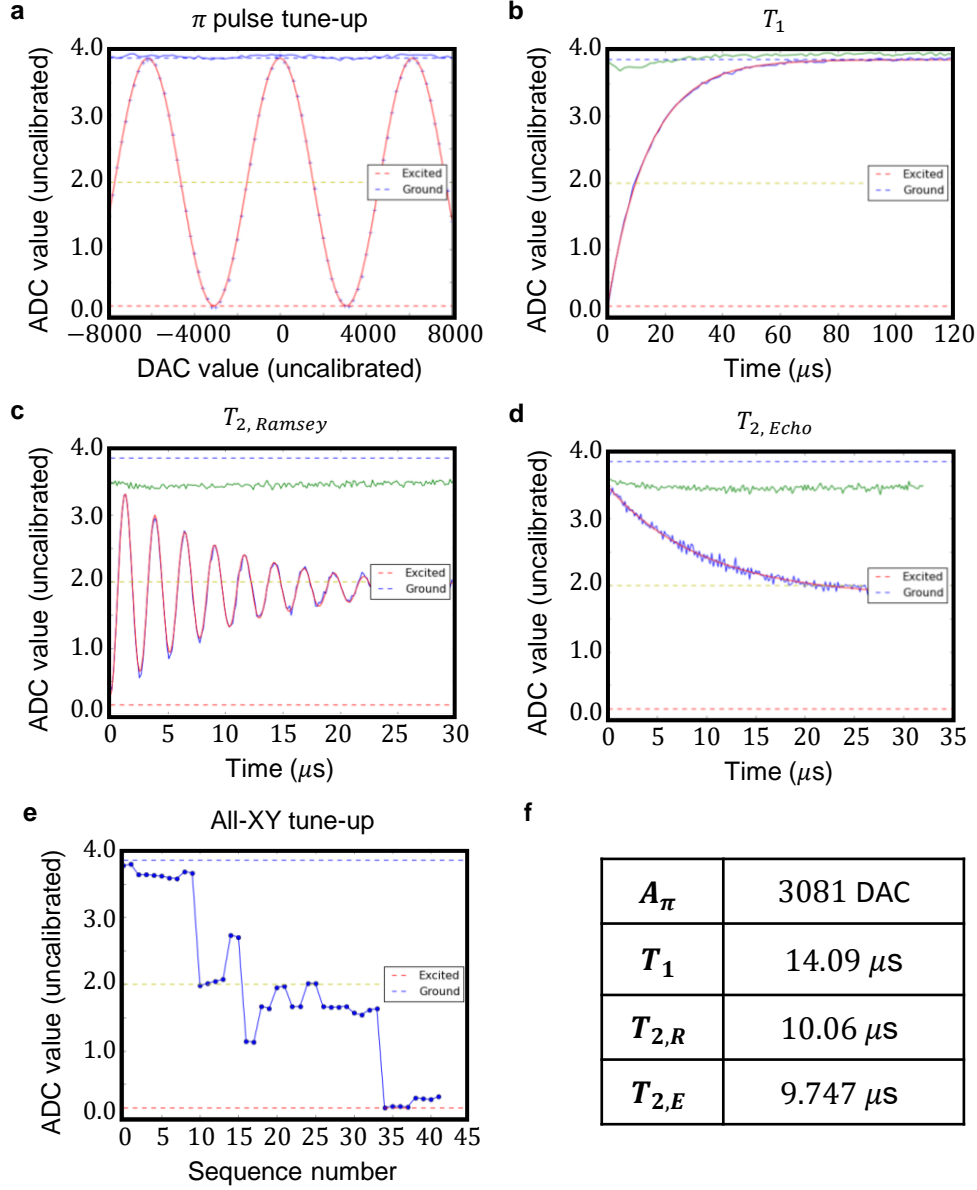 a
π pulse tune-up
ADC value (uncalibrated)
4.0
3.0
2.0
1.0
0.0
Excited
Ground
−8000 −4000 0 4000 8000
DAC value (uncalibrated)
b
T1
ADC value (uncalibrated)
4.0
3.0
2.0
1.0
0.0
Excited
Ground
0 20 40 60 80 100 120
Time (μs)
c
T2, Ramsey
ADC value (uncalibrated)
4.0
3.0
2.0
1.0
0.0
Excited
Ground
0 5 10 15 20 25 30
Time (μs)
d
T2, Echo
ADC value (uncalibrated)
4.0
3.0
2.0
1.0
0.0
Excited
Ground
0 5 10 15 20 25 30 35
Time (μs)
e
All-XY tune-up
ADC value (uncalibrated)
4.0
3.0
2.0
1.0
0.0
Excited
Ground
0 5 10 15 20 25 30 35 40 45
Sequence number
f
Aπ 3081 DAC
T1 14.09 μs
T2,R 10.06 μs
T2,E 9.747 μs